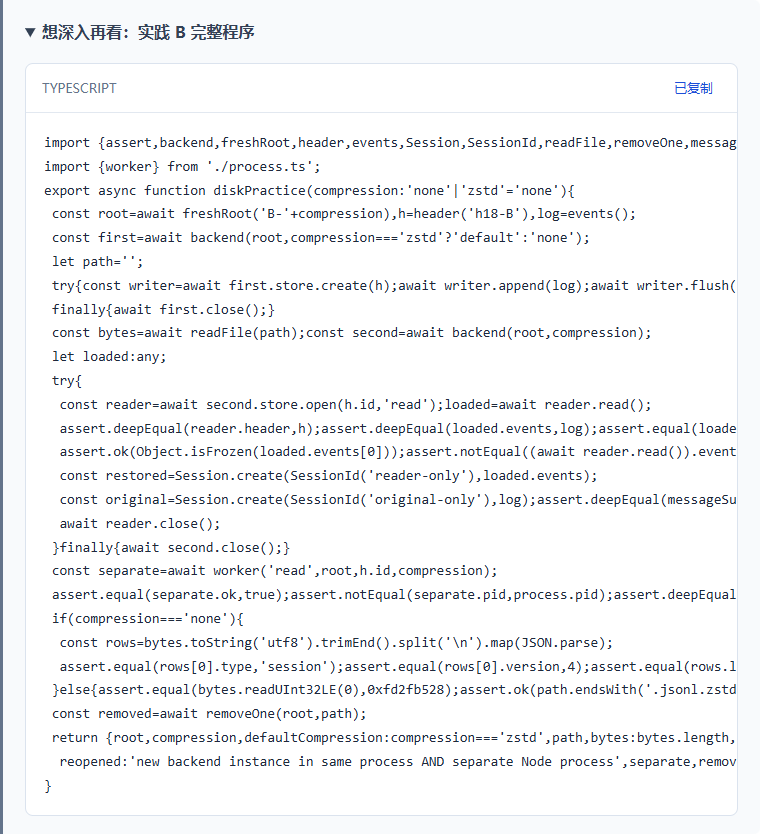 ▼ 想深入再看：实践 B 完整程序
TYPESCRIPT
已复制
import {assert,backend,freshRoot,header,events,Session,SessionId,readFile,removeOne,messag
import {worker} from './process.ts';
export async function diskPractice(compression:'none'|'zstd'='none'){
 const root=await freshRoot('B-'+compression),h=header('h18-B'),log=events();
 const first=await backend(root,compression==='zstd'?'default':'none');
 let path='';
 try{const writer=await first.store.create(h);await writer.append(log);await writer.flush(
 finally{await first.close();}
 const bytes=await readFile(path);const second=await backend(root,compression);
 let loaded:any;
 try{
  const reader=await second.store.open(h.id,'read');loaded=await reader.read();
  assert.deepEqual(reader.header,h);assert.deepEqual(loaded.events,log);assert.equal(loade
  assert.ok(Object.isFrozen(loaded.events[0]));assert.notEqual((await reader.read()).event
  const restored=Session.create(SessionId('reader-only'),loaded.events);
  const original=Session.create(SessionId('original-only'),log);assert.deepEqual(messageSu
  await reader.close();
 }finally{await second.close();}
 const separate=await worker('read',root,h.id,compression);
 assert.equal(separate.ok,true);assert.notEqual(separate.pid,process.pid);assert.deepEqual
 if(compression==='none'){
  const rows=bytes.toString('utf8').trimEnd().split('\n').map(JSON.parse);
  assert.equal(rows[0].type,'session');assert.equal(rows[0].version,4);assert.equal(rows.l
 }else{assert.equal(bytes.readUInt32LE(0),0xfd2fb528);assert.ok(path.endsWith('.jsonl.zstd
 const removed=await removeOne(root,path);
 return {root,compression,defaultCompression:compression==='zstd',path,bytes:bytes.length,
  reopened:'new backend instance in same process AND separate Node process',separate,remov
}